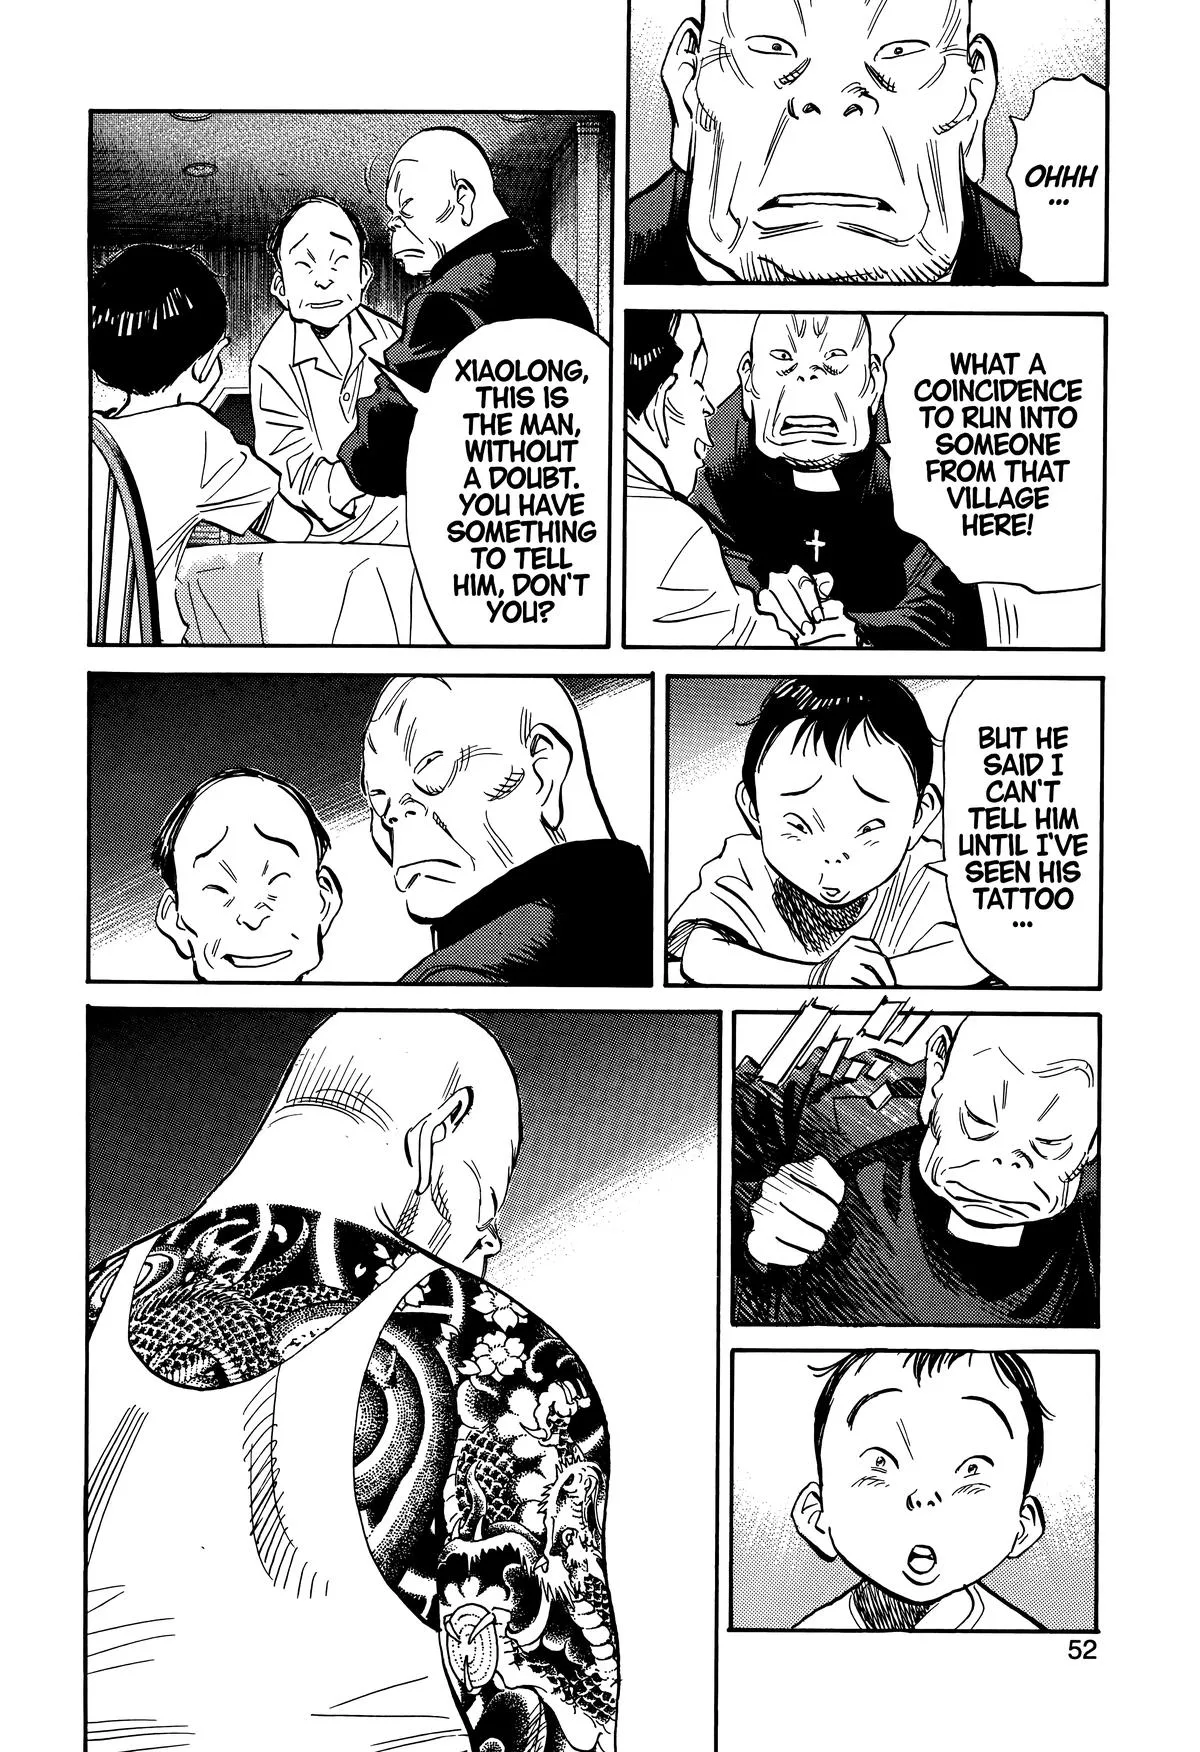 OHHH
...
WHAT A
COINCIDENCE
TO RUN INTO
SOMEONE
FROM THAT
VILLAGE
HERE!
XIAOLONG,
THIS IS
THE MAN,
WITHOUT
A DOUBT.
YOU HAVE
SOMETHING
TO TELL
HIM, DON'T
YOU?
BUT HE
SAID I
CAN'T
TELL HIM
UNTIL I'VE
SEEN HIS
TATTOO
...
52